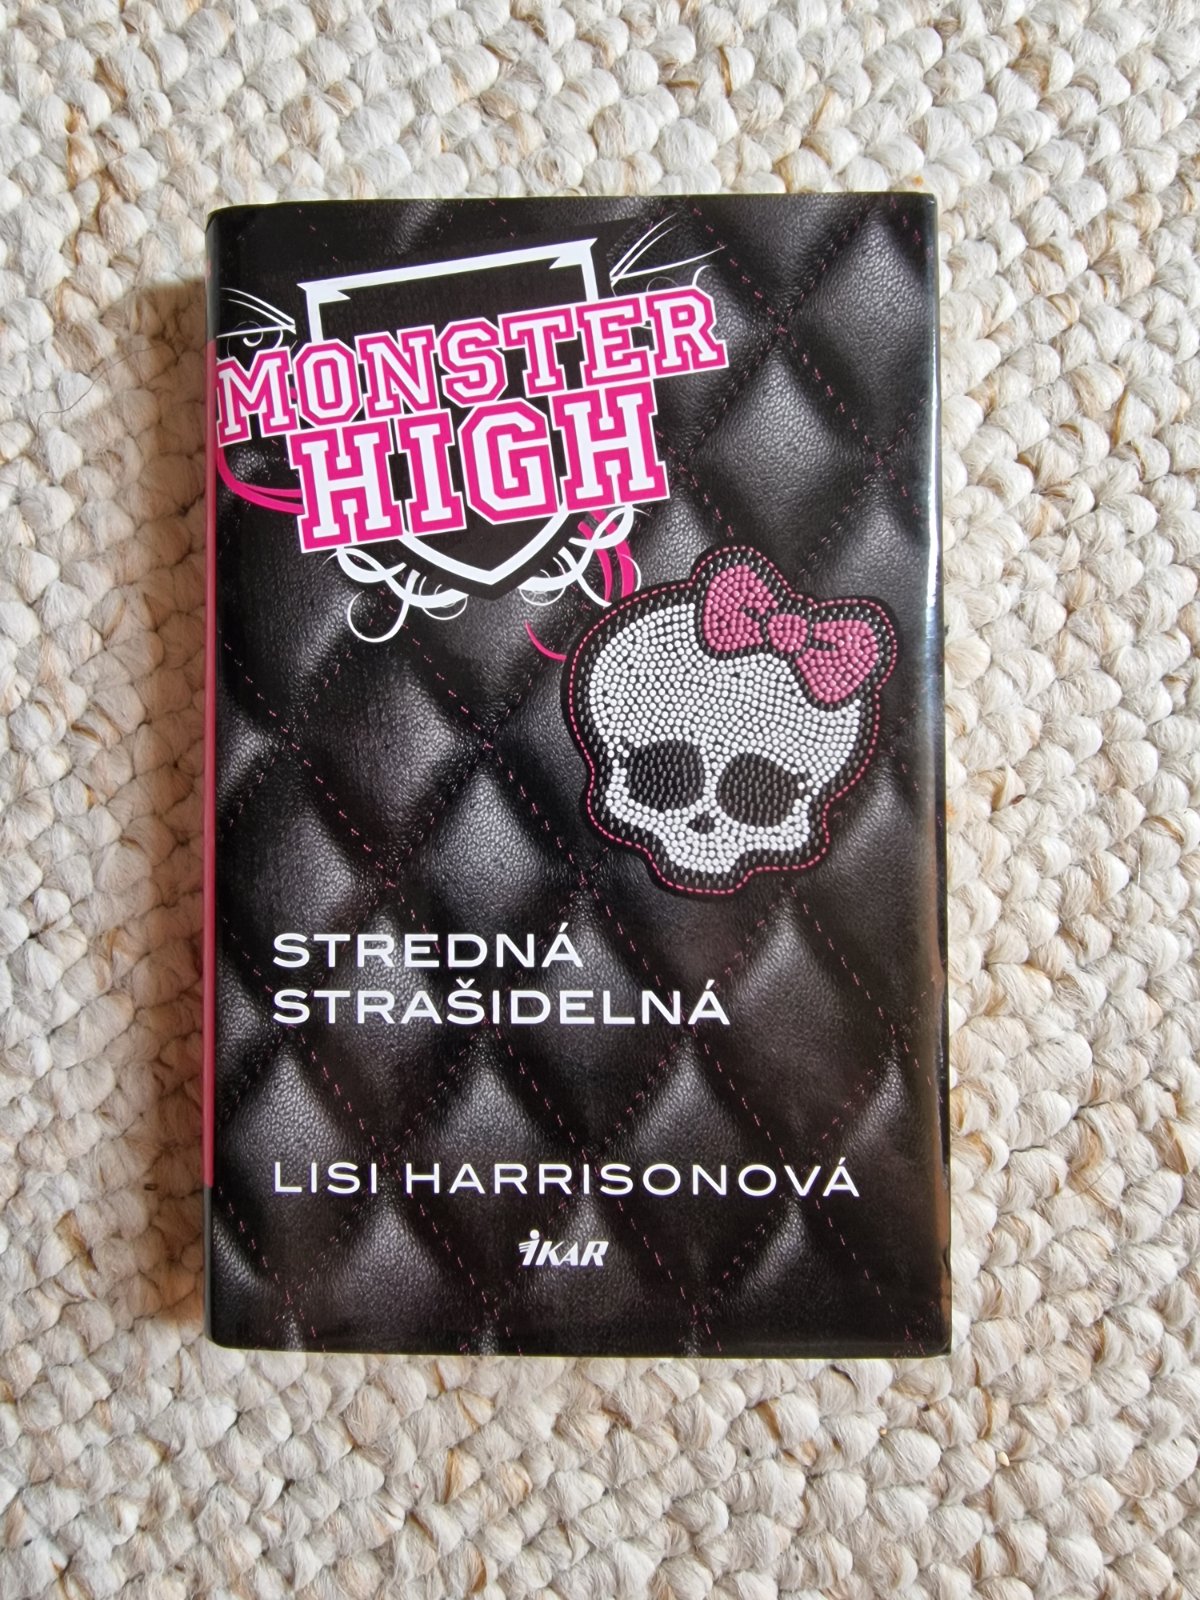 MONSTER
HIGH
STREDNÁ
STRAŠIDELNÁ
LISI HARRISONOVÁ
IKAR